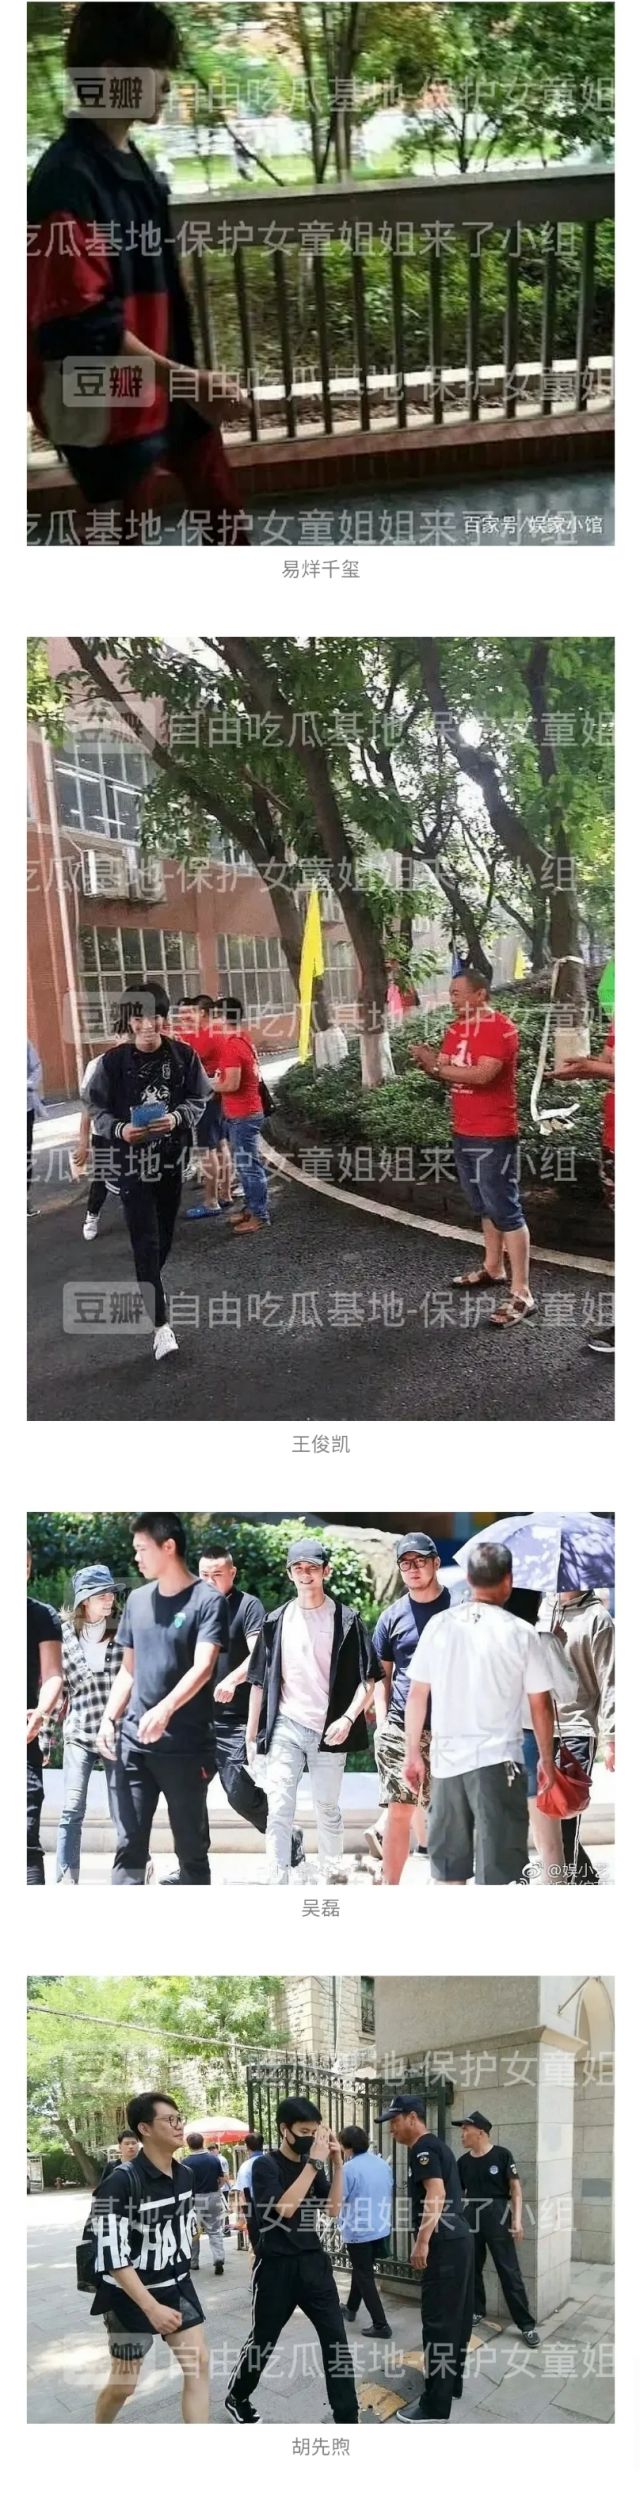 豆瓣 自由吃瓜基地-保护女童姐
吃瓜基地-保护女童姐姐来了小组
豆瓣 自由吃瓜基地-保护女童姐
吃瓜基地-保护女童姐姐来了小组
百家号/娱家小馆
易烊千玺
豆瓣 自由吃瓜基地-保护女童姐
吃瓜基地-保护女童姐姐来了小组
豆瓣 自由吃瓜基地-保护女童姐
1
吃瓜基地-保护女童姐姐来了小组
豆瓣 自由吃瓜基地-保护女童姐
王俊凯
来了
@娱小
吴磊
基地-保护女童姐
基地-保护女童姐姐来了小组
瓣 自由吃瓜基地-保护女童姐
胡先煦